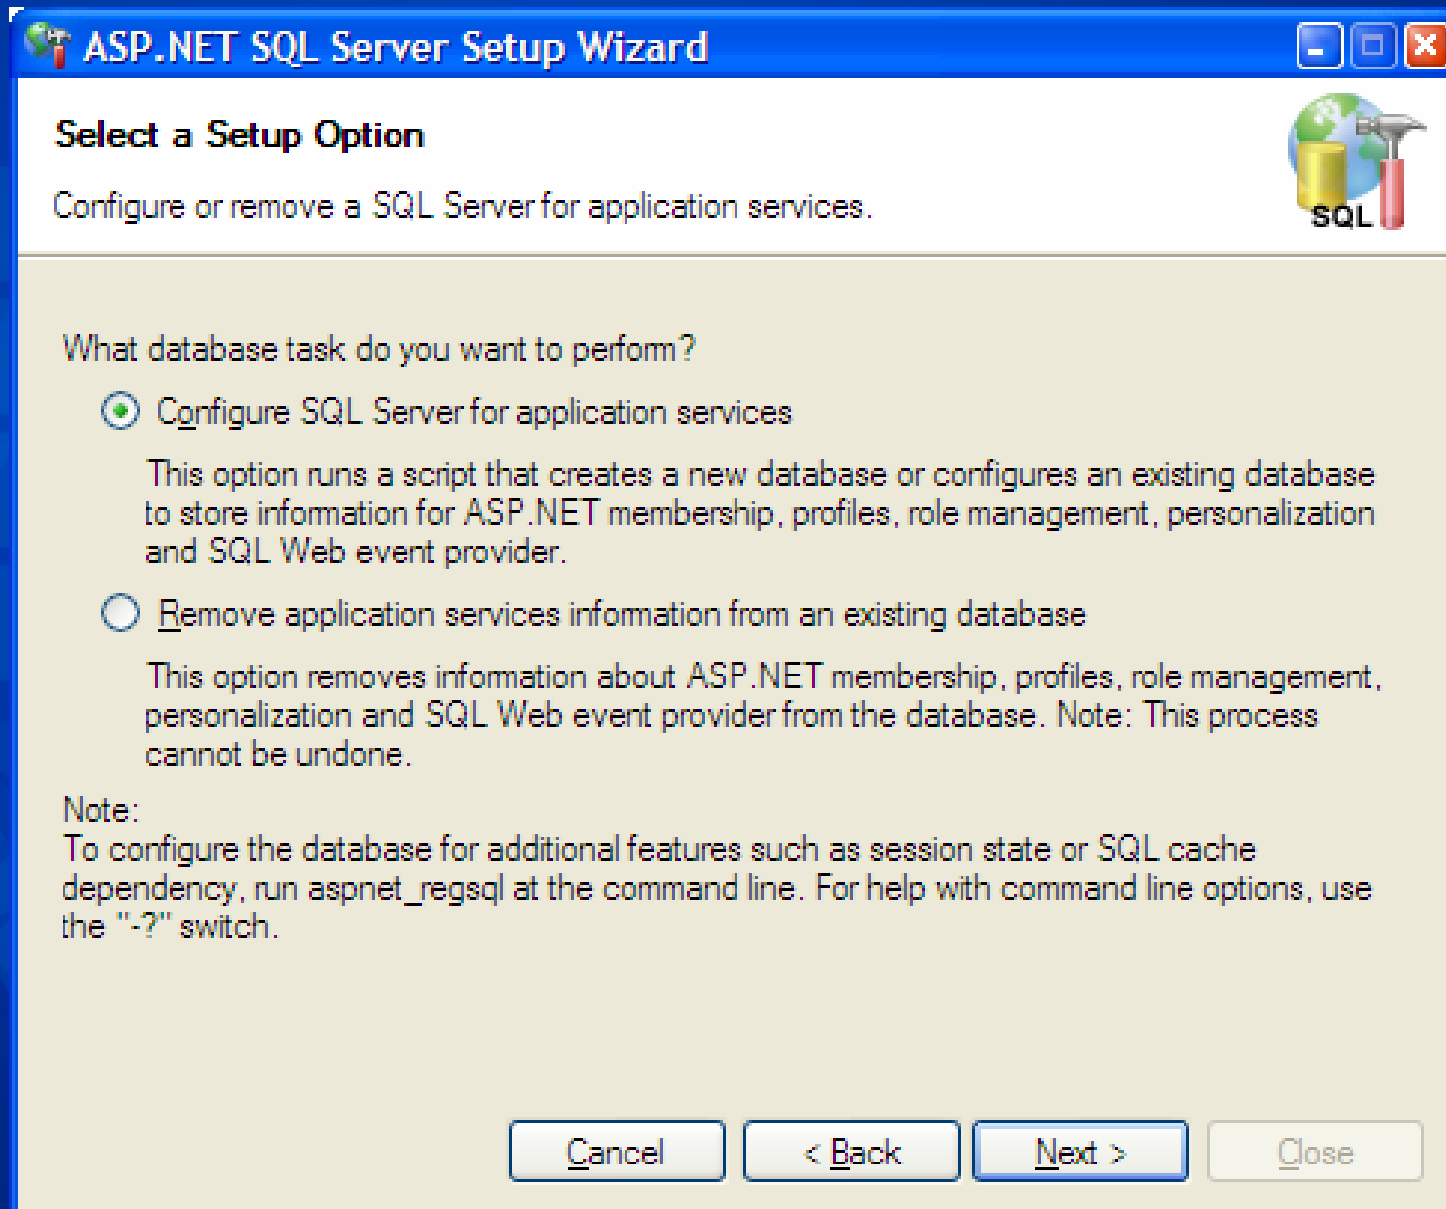 ASP.NET SQL Server Setup Wizard
Select a Setup Option
Configure or remove a SQL Server for application services.
SQL
What database task do you want to perform?
Configure SQL Server for application services
This option runs a script that creates a new database or configures an existing database
to store information for ASP.NET membership, profiles, role management, personalization
and SQL Web event provider.
Remove application services information from an existing database
This option removes information about ASP.NET membership, profiles, role management,
personalization and SQL Web event provider from the database. Note: This process
cannot be undone.
Note:
To configure the database for additional features such as session state or SQL cache
dependency, run aspnet_regsql at the command line. For help with command line options, use
the "-?" switch.
Cancel < Back Next > Close